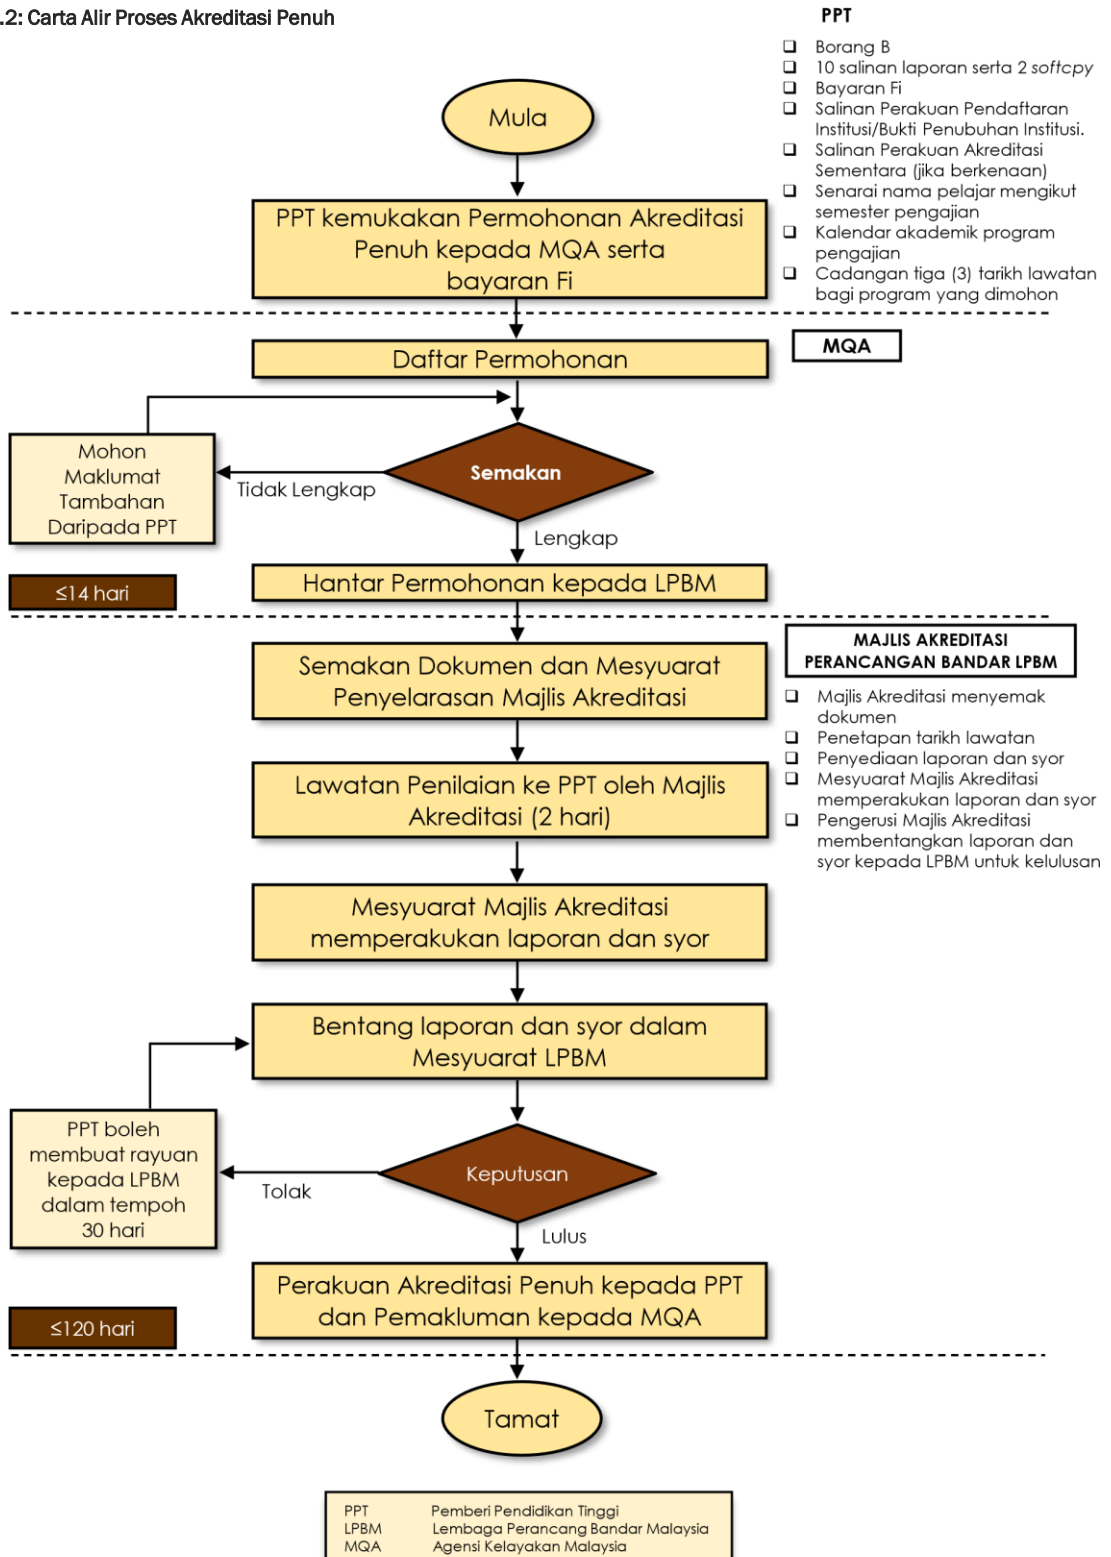 .2: Carta Alir Proses Akreditasi Penuh
PPT
❑ Borang B
❑ 10 salinan laporan serta 2 softcpy
❑ Bayaran Fi
❑ Salinan Perakuan Pendaftaran
Institusi/Bukti Penubuhan Institusi.
❑ Salinan Perakuan Akreditasi
Sementara (jika berkenaan)
❑ Senarai nama pelajar mengikut
semester pengajian
❑ Kalendar akademik program
pengajian
❑ Cadangan tiga (3) tarikh lawatan
bagi program yang dimohon
Mula
PPT kemukakan Permohonan Akreditasi
Penuh kepada MQA serta
bayaran Fi
Daftar Permohonan
MQA
Semakan
Tidak Lengkap
Mohon
Maklumat
Tambahan
Daripada PPT
Lengkap
≤14 hari
Hantar Permohonan kepada LPBM
MAJLIS AKREDITASI
PERANCANGAN BANDAR LPBM
❑ Majlis Akreditasi menyemak
dokumen
❑ Penetapan tarikh lawatan
❑ Penyediaan laporan dan syor
❑ Mesyuarat Majlis Akreditasi
memperakukan laporan dan syor
❑ Pengerusi Majlis Akreditasi
membentangkan laporan dan
syor kepada LPBM untuk kelulusan
Semakan Dokumen dan Mesyuarat
Penyelarasan Majlis Akreditasi
Lawatan Penilaian ke PPT oleh Majlis
Akreditasi (2 hari)
Mesyuarat Majlis Akreditasi
memperakukan laporan dan syor
Bentang laporan dan syor dalam
Mesyuarat LPBM
Keputusan
Tolak
PPT boleh
membuat rayuan
kepada LPBM
dalam tempoh
30 hari
Lulus
Perakuan Akreditasi Penuh kepada PPT
dan Pemakluman kepada MQA
≤120 hari
Tamat
PPT Pemberi Pendidikan Tinggi
LPBM Lembaga Perancang Bandar Malaysia
MQA Agensi Kelayakan Malaysia